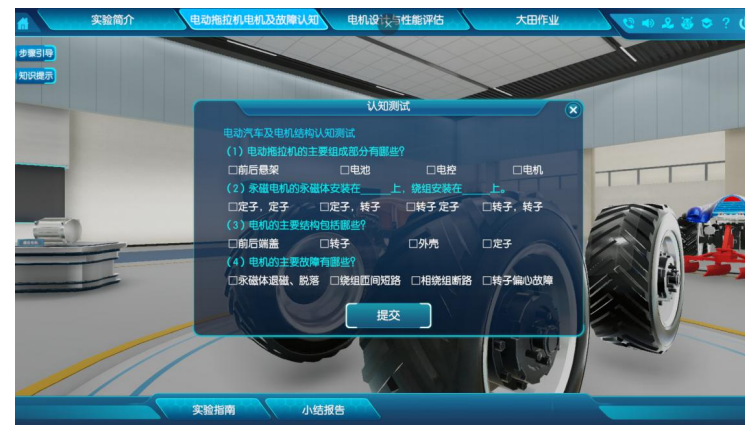 实验简介 电动拖拉机电机及故障认知 电机设计与性能评估 大田作业
步骤引导
知识提示
认知测试
电动汽车及电机结构认知测试
(1)电动拖拉机的主要组成部分有哪些?
□前后悬架 □电池 □电控 □电机
(2)永磁电机的永磁体安装在____上，绕组安装在____上。
□定子，定子 □定子，转子 □转子 定子 □转子，转子
(3)电机的主要结构包括哪些?
□前后端盖 □转子 □外壳 □定子
(4)电机的主要故障有哪些?
□永磁体退磁、脱落 □绕组匝间短路 □相绕组断路 □转子偏心故障
提交
实验指南 小结报告